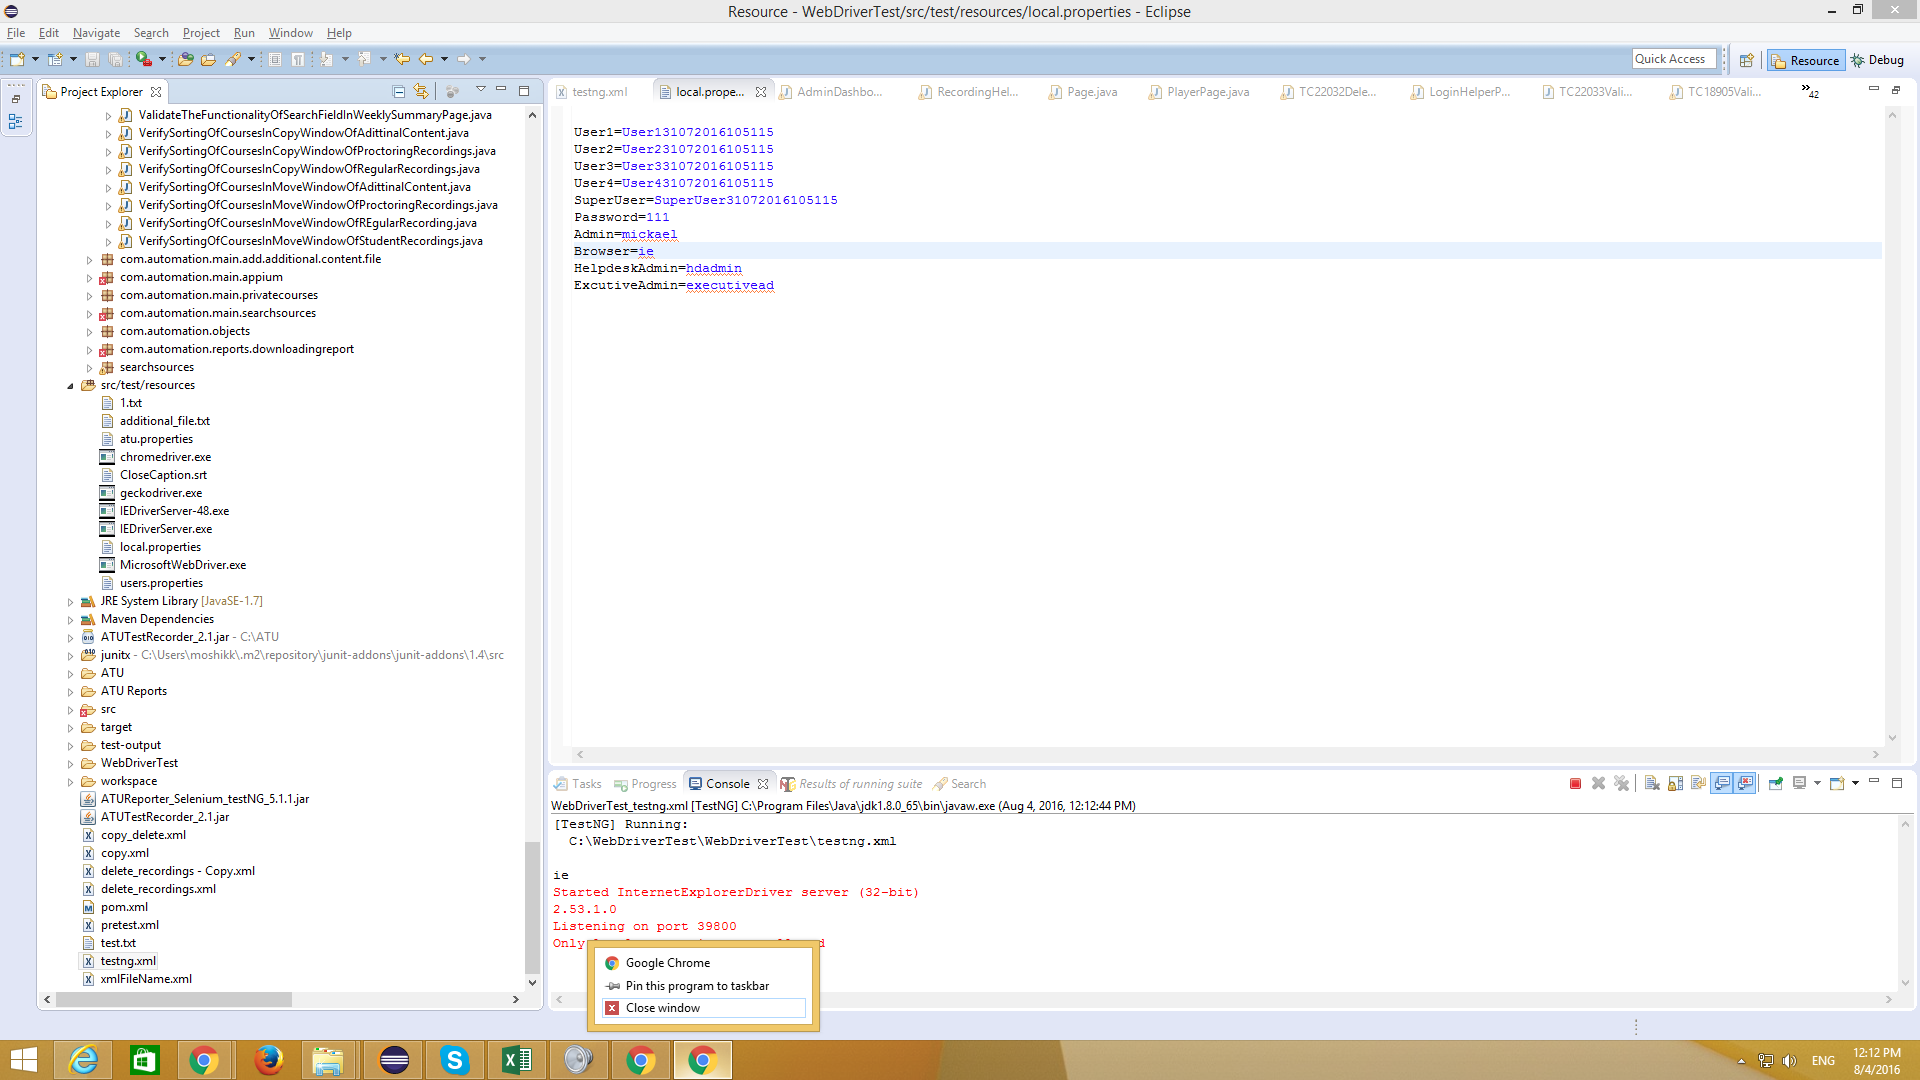 Resource - WebDriverTest/src/test/resources/local.properties - Eclipse
File Edit Navigate Search Project Run Window Help
Quick Access
Resource
Debug
Project Explorer
ValidateTheFunctionalityOfSearchFieldInWeeklySummaryPage.java
VerifySortingOfCoursesInCopyWindowOfAdittinalContent.java
VerifySortingOfCoursesInCopyWindowOfProctoringRecordings.java
VerifySortingOfCoursesInCopyWindowOfRegularRecordings.java
VerifySortingOfCoursesInMoveWindowOfAdittinalContent.java
VerifySortingOfCoursesInMoveWindowOfProctoringRecordings.java
VerifySortingOfCoursesInMoveWindowOfREgularRecording.java
VerifySortingOfCoursesInMoveWindowOfStudentRecordings.java
com.automation.main.add.additional.content.file
com.automation.main.appium
com.automation.main.privatecourses
com.automation.main.searchsources
com.automation.objects
com.automation.reports.downloadingreport
searchsources
src/test/resources
1.txt
additional_file.txt
atu.properties
chromedriver.exe
CloseCaption.srt
geckodriver.exe
IEDriverServer-48.exe
IEDriverServer.exe
local.properties
MicrosoftWebDriver.exe
users.properties
JRE System Library [JavaSE-1.7]
Maven Dependencies
ATUTestRecorder_2.1.jar - C:\ATU
junitx - C:\Users\moshikk\.m2\repository\junit-addons\junit-addons\1.4\src
ATU
ATU Reports
src
target
test-output
WebDriverTest
workspace
ATUReporter_Selenium_testNG_5.1.1.jar
ATUTestRecorder_2.1.jar
copy_delete.xml
copy.xml
delete_recordings - Copy.xml
delete_recordings.xml
pom.xml
pretest.xml
test.txt
testng.xml
xmlFileName.xml
testng.xml local.prope... AdminDashbo... RecordingHel... Page.java PlayerPage.java TC22032Dele... LoginHelperP... TC22033Vali... TC18905Vali... »42
User1=User131072016105115
User2=User231072016105115
User3=User331072016105115
User4=User431072016105115
SuperUser=SuperUser31072016105115
Password=111
Admin=mickael
Browser=ie
HelpdeskAdmin=hdadmin
ExcutiveAdmin=executivead
Tasks Progress Console Results of running suite Search
WebDriverTest_testng.xml [TestNG] C:\Program Files\Java\jdk1.8.0_65\bin\javaw.exe (Aug 4, 2016, 12:12:44 PM)
[TestNG] Running:
C:\WebDriverTest\WebDriverTest\testng.xml
ie
Started InternetExplorerDriver server (32-bit)
2.53.1.0
Listening on port 39800
Only
Google Chrome
Pin this program to taskbar
Close window
ENG
12:12 PM
8/4/2016